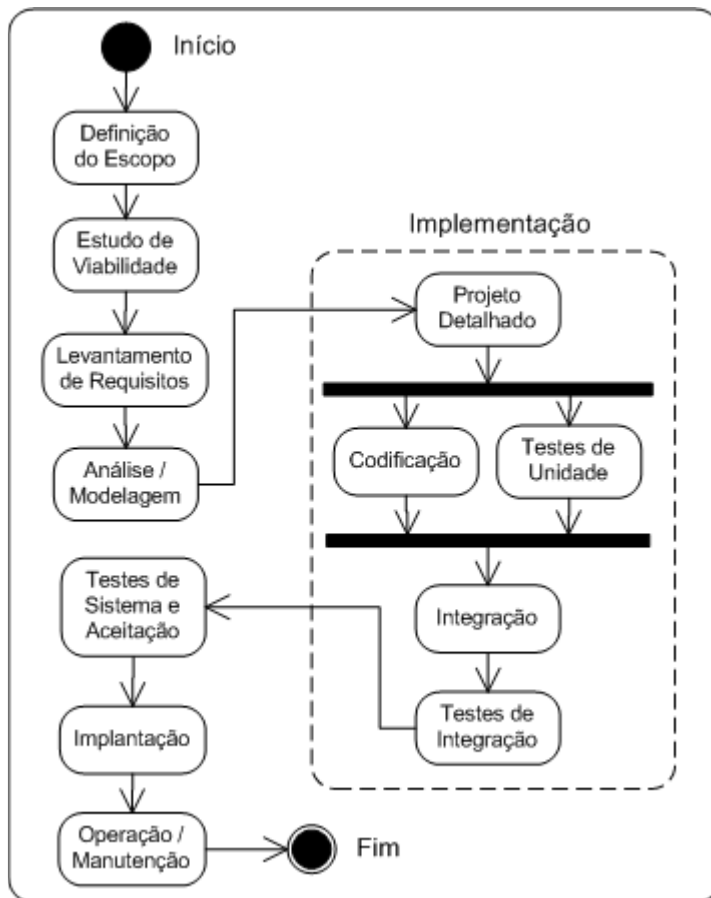 Início
Definição
do Escopo
Estudo de
Viabilidade
Levantamento
de Requisitos
Análise /
Modelagem
Implementação
Projeto
Detalhado
Codificação
Testes de
Unidade
Integração
Testes de
Integração
Testes de
Sistema e
Aceitação
Implantação
Operação /
Manutenção
Fim